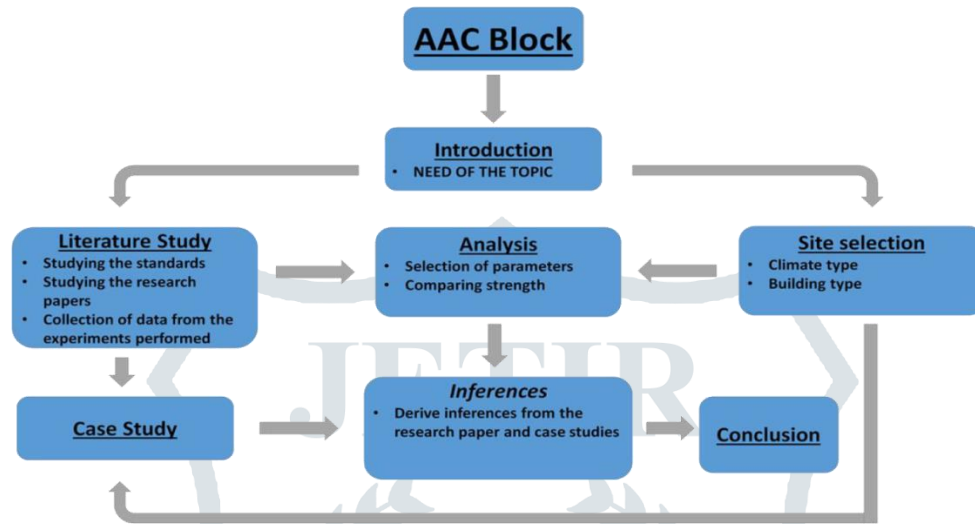 AAC Block
Introduction
• NEED OF THE TOPIC
Literature Study
• Studying the standards
• Studying the research
papers
• Collection of data from the
experiments performed
Analysis
• Selection of parameters
• Comparing strength
Site selection
• Climate type
• Building type
JETIR
Case Study
Inferences
• Derive inferences from the
research paper and case studies
Conclusion